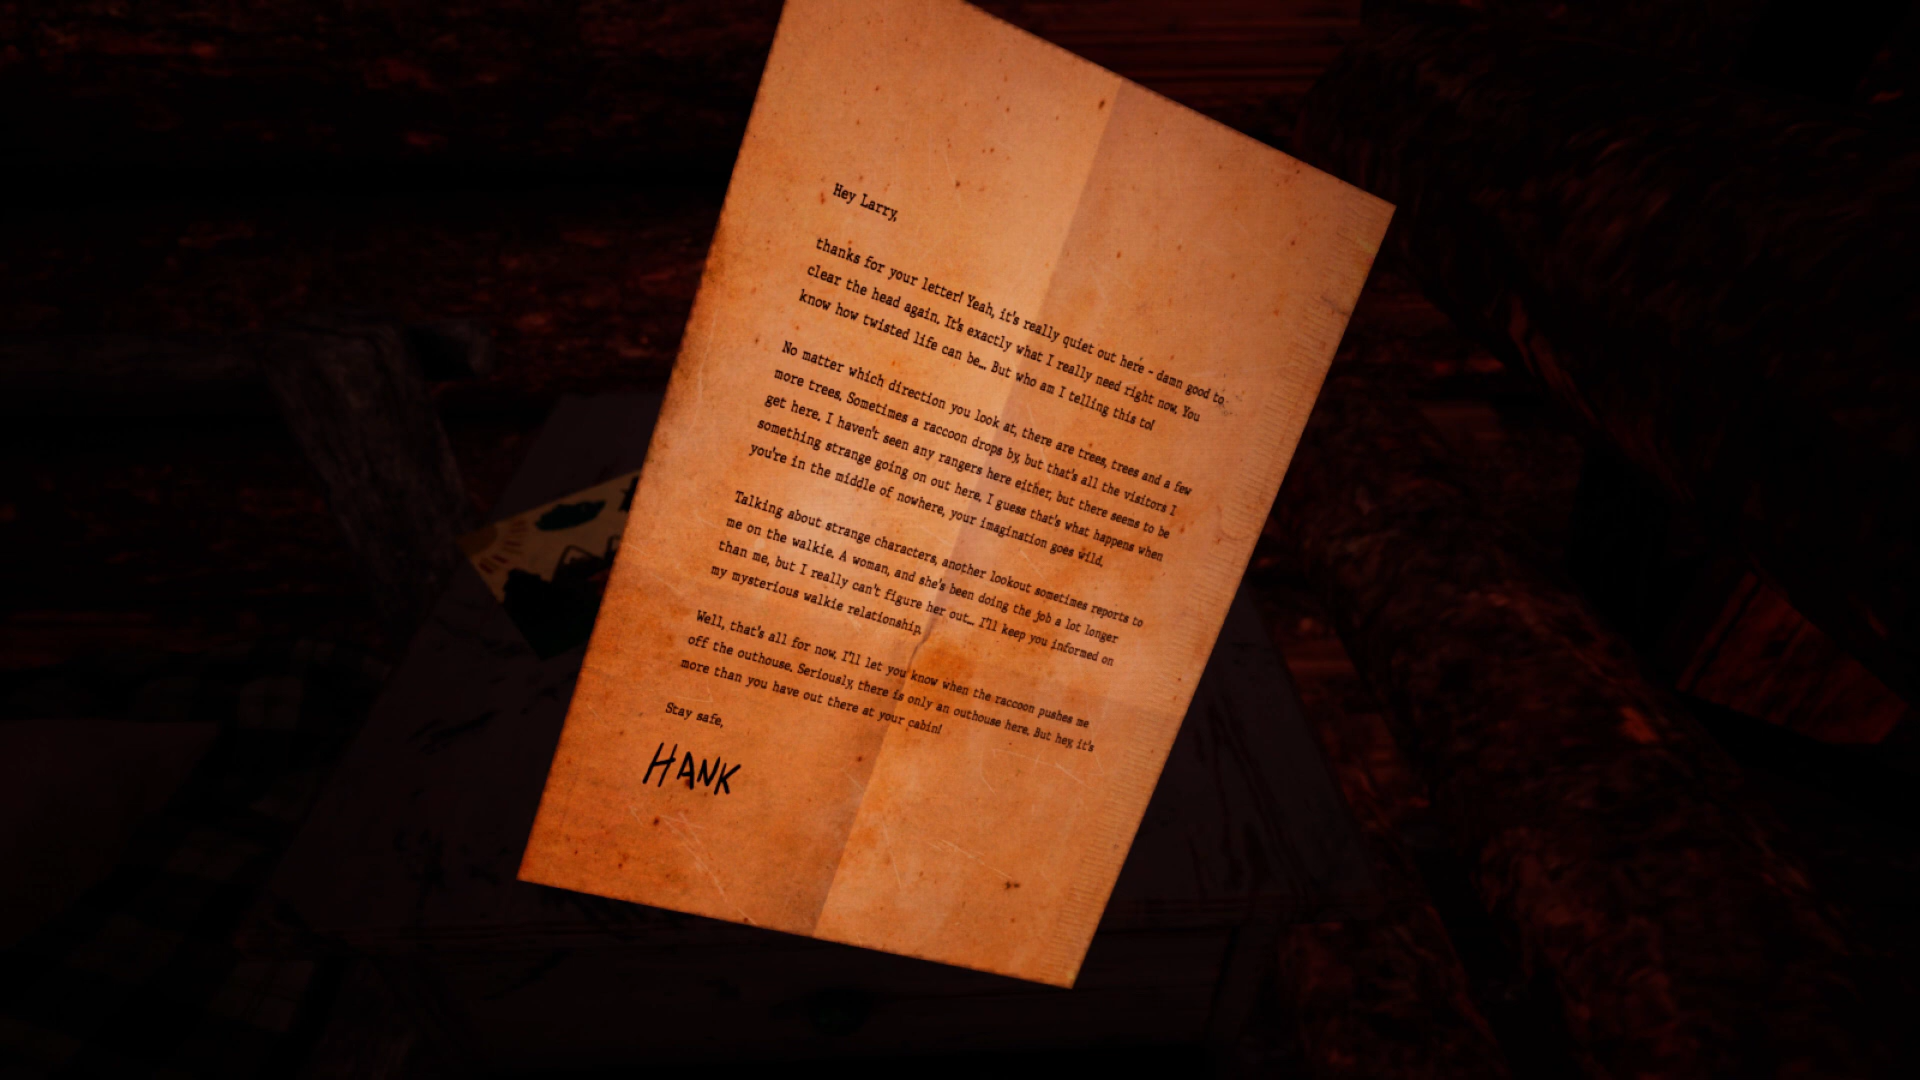 Hey Larry,
thanks for your letter! Yeah, it's really quiet out here - damn good to
clear the head again. It's exactly what I really need right now. You
know how twisted life can be... But who am I telling this to!
No matter which direction you look at, there are trees, trees and a few
more trees. Sometimes a raccoon drops by, but that's all the visitors I
get here. I haven't seen any rangers here either, but there seems to be
something strange going on out here. I guess that's what happens when
you're in the middle of nowhere, your imagination goes wild.
Talking about strange characters, another lookout sometimes reports to
me on the walkie. A woman, and she's been doing the job a lot longer
than me, but I really can't figure her out... I'll keep you informed on
my mysterious walkie relationship.
Well, that's all for now. I'll let you know when the raccoon pushes me
off the outhouse. Seriously, there is only an outhouse here. But hey, it's
more than you have out there at your cabin!
Stay safe,
HANK